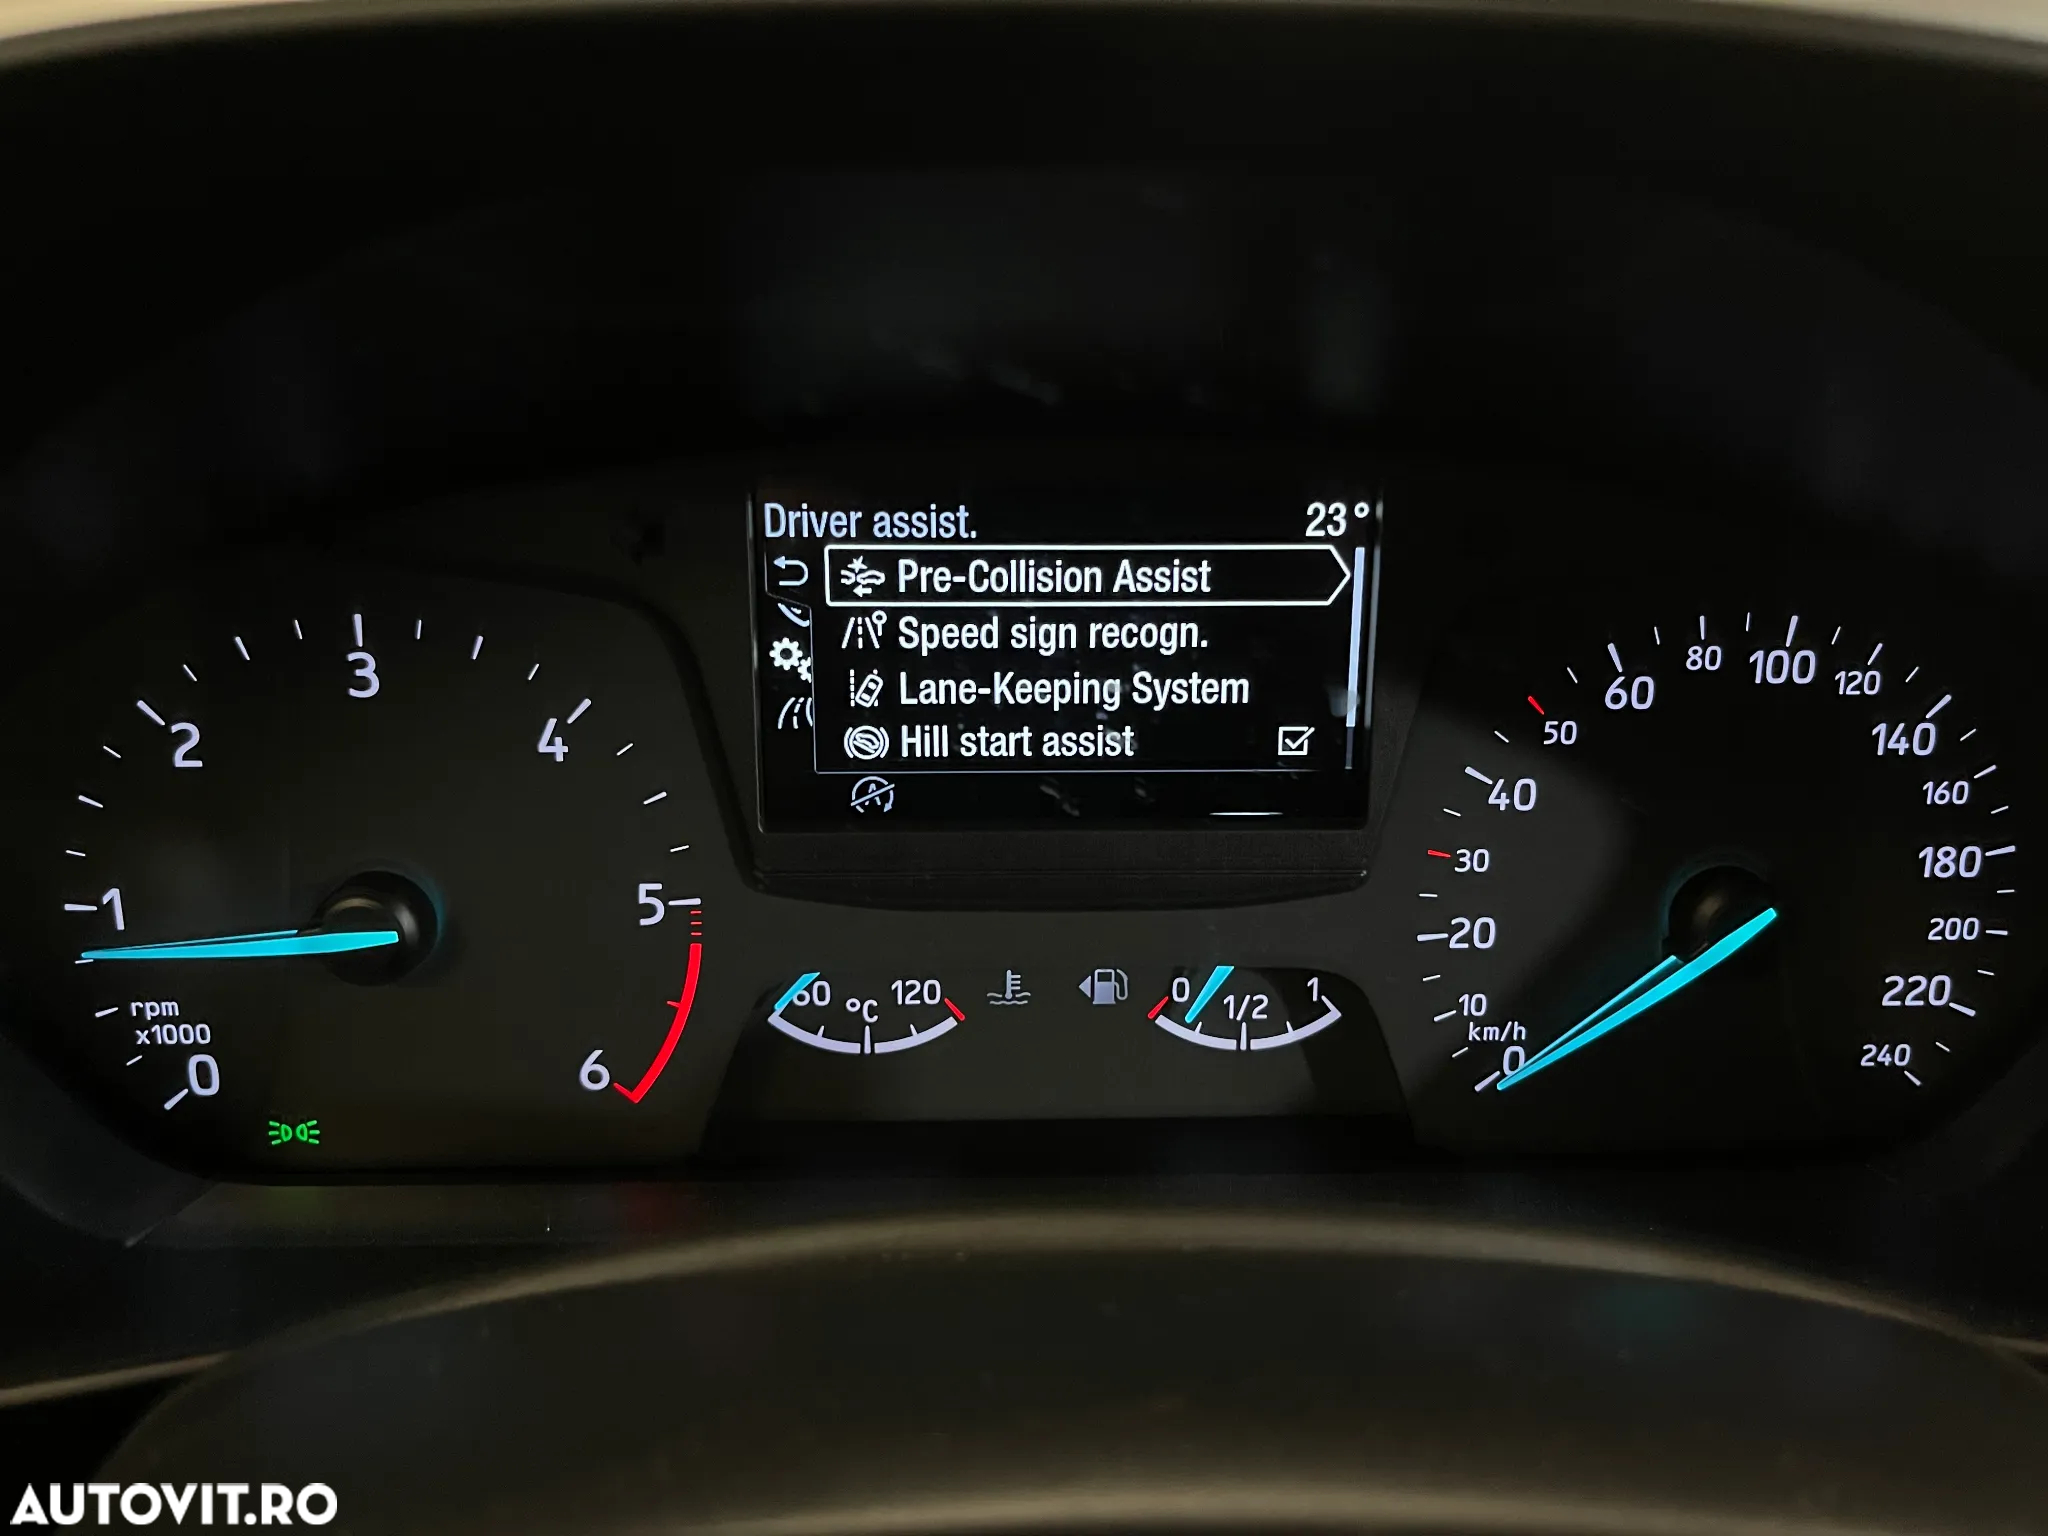 Driver assist. 23°
Pre-Collision Assist
Speed sign recogn.
Lane-Keeping System
Hill start assist
A
0
1
2
3
4
5
6
rpm
x1000
60 °C 120
0 1/2 1
0
10
20
30
40
50
60
80
100
120
140
160
180
200
220
240
km/h
AUTOVIT.RO